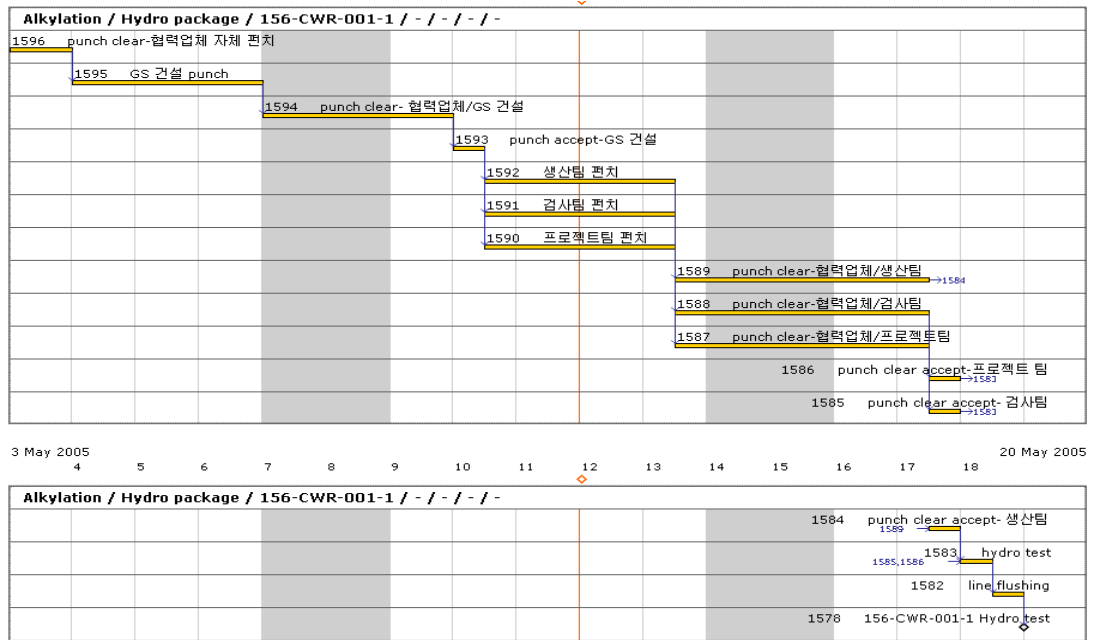 Alkylation / Hydro package / 156-CWR-001-1 / - / - / - / -
1596 punch clear-협력업체 자체 펀치
1595 GS 건설 punch
1594 punch clear- 협력업체/GS 건설
1593 punch accept-GS 건설
1592 생산팀 펀치
1591 검사팀 펀치
1590 프로젝트팀 펀치
1589 punch clear-협력업체/생산팀
1584
1588 punch clear-협력업체/검사팀
1587 punch clear-협력업체/프로젝트팀
1586 punch clear accept-프로젝트 팀
1583
1585 punch clear accept- 검사팀
1583
3 May 2005 20 May 2005
4 5 6 7 8 9 10 11 12 13 14 15 16 17 18
Alkylation / Hydro package / 156-CWR-001-1 / - / - / - / -
1584 punch clear accept- 생산팀
1589
1583 hydro test
1585,1586
1582 line flushing
1578 156-CWR-001-1 Hydro test